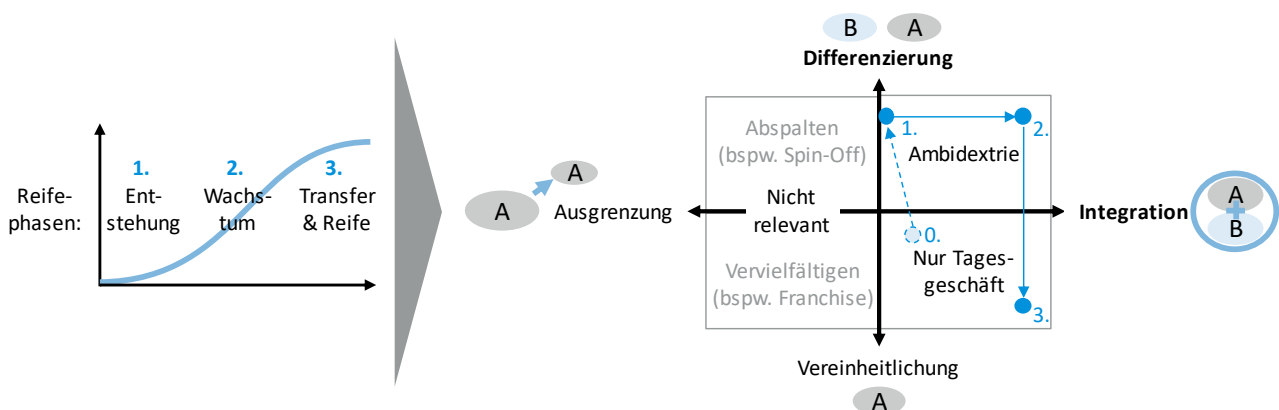 B A
Differenzierung
1. 2. 3.
Reife-
phasen:
Ent-
stehung
Wachs-
tum
Transfer
& Reife
A
A
Ausgrenzung
Abspalten
(bspw. Spin-Off)
1.
2.
Ambidextrie
Nicht
relevant
Integration
A
B
0.
Nur Tages-
geschäft
Vervielfältigen
(bspw. Franchise)
3.
Vereinheitlichung
A